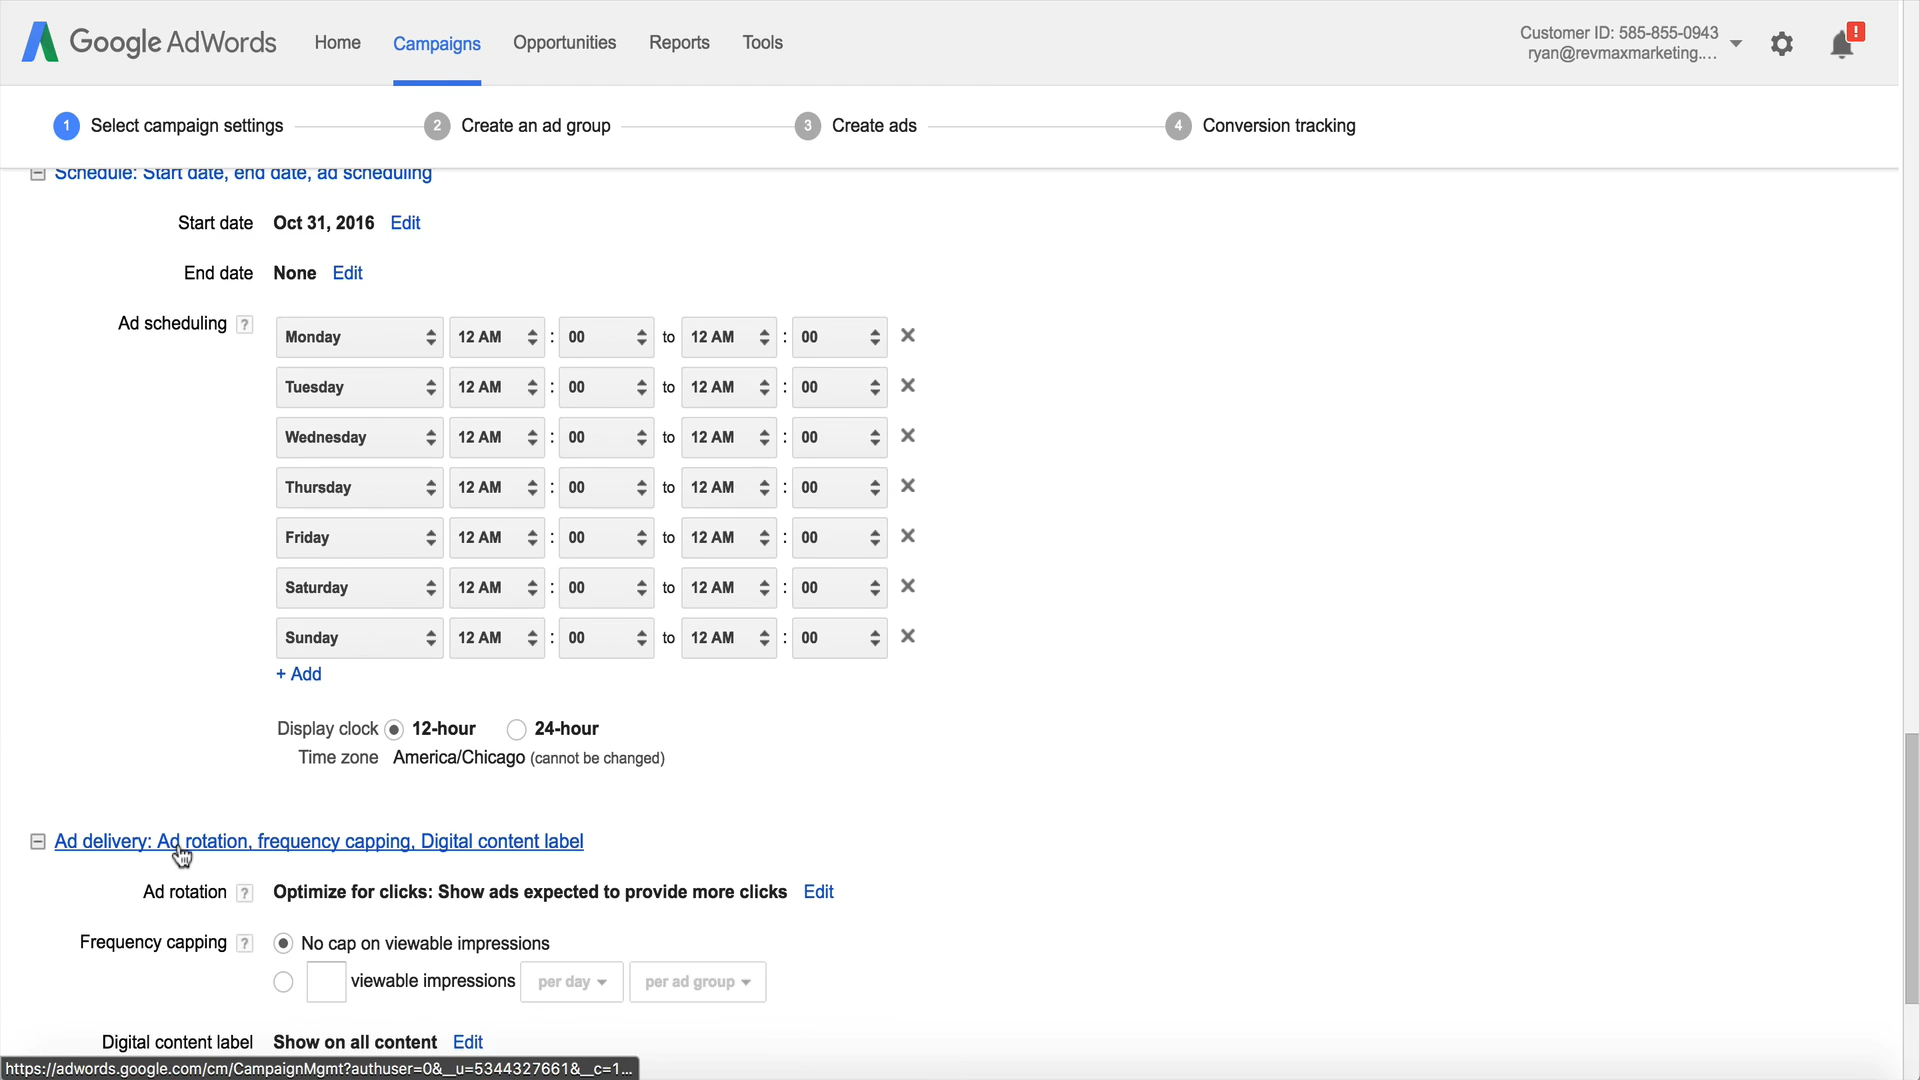 Google AdWords Home Campaigns Opportunities Reports Tools
Customer ID: 585-855-0943
ryan@revmaxmarketing....
!
1 Select campaign settings 2 Create an ad group 3 Create ads 4 Conversion tracking
Schedule: Start date, end date, ad scheduling
Start date Oct 31, 2016 Edit
End date None Edit
Ad scheduling ?
Monday 12 AM : 00 to 12 AM : 00
Tuesday 12 AM : 00 to 12 AM : 00
Wednesday 12 AM : 00 to 12 AM : 00
Thursday 12 AM : 00 to 12 AM : 00
Friday 12 AM : 00 to 12 AM : 00
Saturday 12 AM : 00 to 12 AM : 00
Sunday 12 AM : 00 to 12 AM : 00
+ Add
Display clock 12-hour 24-hour
Time zone America/Chicago (cannot be changed)
Ad delivery: Ad rotation, frequency capping, Digital content label
Ad rotation ? Optimize for clicks: Show ads expected to provide more clicks Edit
Frequency capping ? No cap on viewable impressions
viewable impressions per day per ad group
Digital content label Show on all content Edit
https://adwords.google.com/cm/CampaignMgmt?authuser=0&__u=5344327661&__c=1...